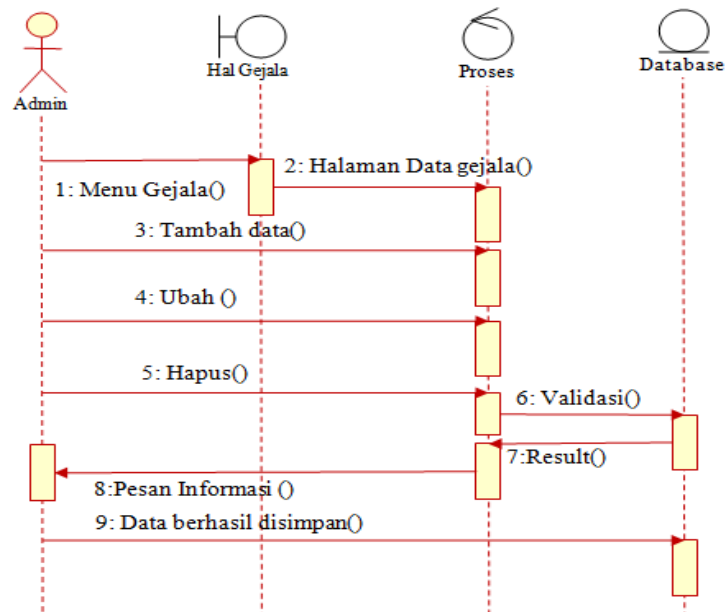 Admin
Hal Gejala
Proses
Database
1: Menu Gejala()
2: Halaman Data gejala()
3: Tambah data()
4: Ubah ()
5: Hapus()
6: Validasi()
7:Result()
8:Pesan Informasi ()
9: Data berhasil disimpan()